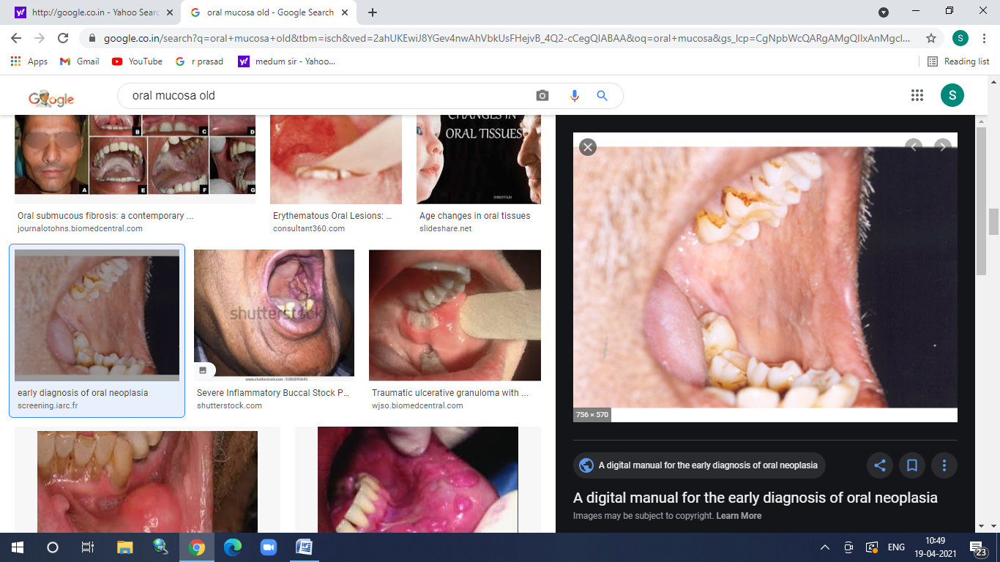 http://google.co.in - Yahoo Searc
oral mucosa old - Google Search
google.co.in/search?q=oral+mucosa+old&tbm=isch&ved=2ahUKEwiJ8YGev4nwAhVbkUsFHejvB_4Q2-cCegQIABAA&oq=oral+mucosa&gs_lcp=CgNpbWcQARgAMgQIIxAnMgcI...
S
Apps
Gmail
YouTube
r prasad
medum sir - Yahoo...
Reading list
Google
oral mucosa old
S
B
C
D
A
E
F
G
CHANGES IN
ORAL TISSUES
Oral submucous fibrosis: a contemporary ...
journalotohns.biomedcentral.com
Erythematous Oral Lesions: ...
consultant360.com
Age changes in oral tissues
slideshare.net
shutterstock
early diagnosis of oral neoplasia
screening.iarc.fr
Severe Inflammatory Buccal Stock P...
shutterstock.com
Traumatic ulcerative granuloma with ...
wjso.biomedcentral.com
756 × 570
A digital manual for the early diagnosis of oral neoplasia
A digital manual for the early diagnosis of oral neoplasia
Images may be subject to copyright. Learn More
ENG
10:49
19-04-2021
23